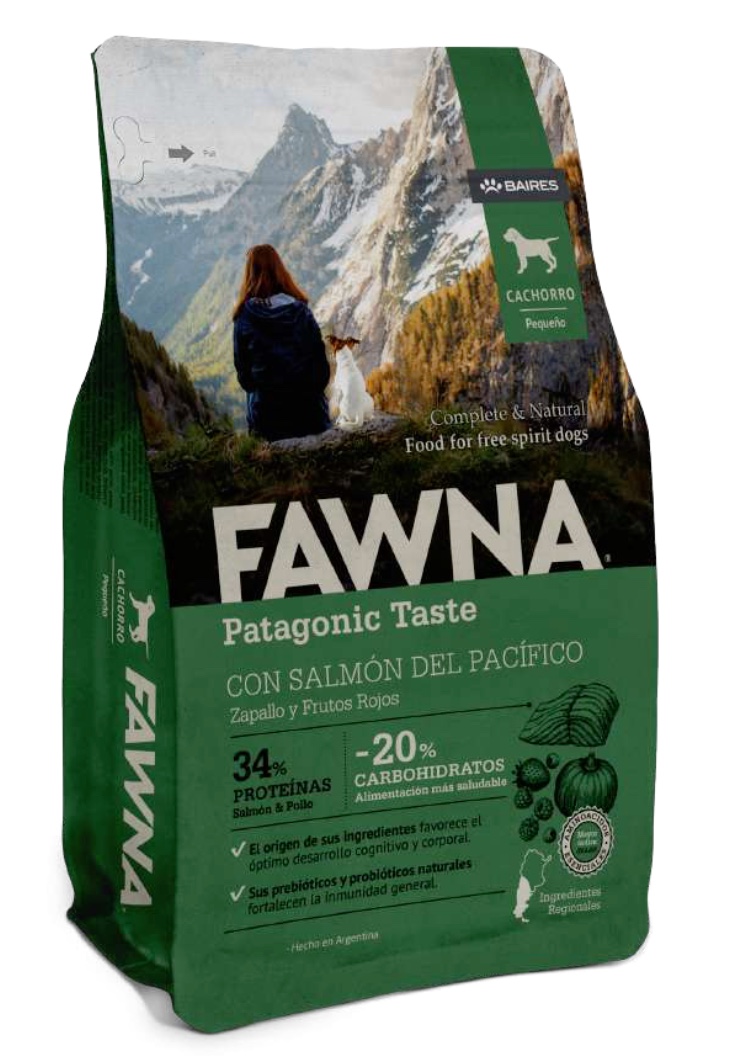 BAIRES
CACHORRO
Pequeño
Complete & Natural
Food for free spirit dogs
FAWNA
Patagonic Taste
CON SALMÓN DEL PACÍFICO
Zapallo y Frutos Rojos
34%
PROTEÍNAS
Salmón & Pollo
-20%
CARBOHIDRATOS
Alimentación más saludable
El origen de sus ingredientes favorece el
óptimo desarrollo cognitivo y corporal.
Sus prebióticos y probióticos naturales
fortalecen la inmunidad general.
AMINOÁCIDOS
ESENCIALES
Ingredientes
Regionales
- Hecho en Argentina
CACHORRO
Pequeño
FAWNA